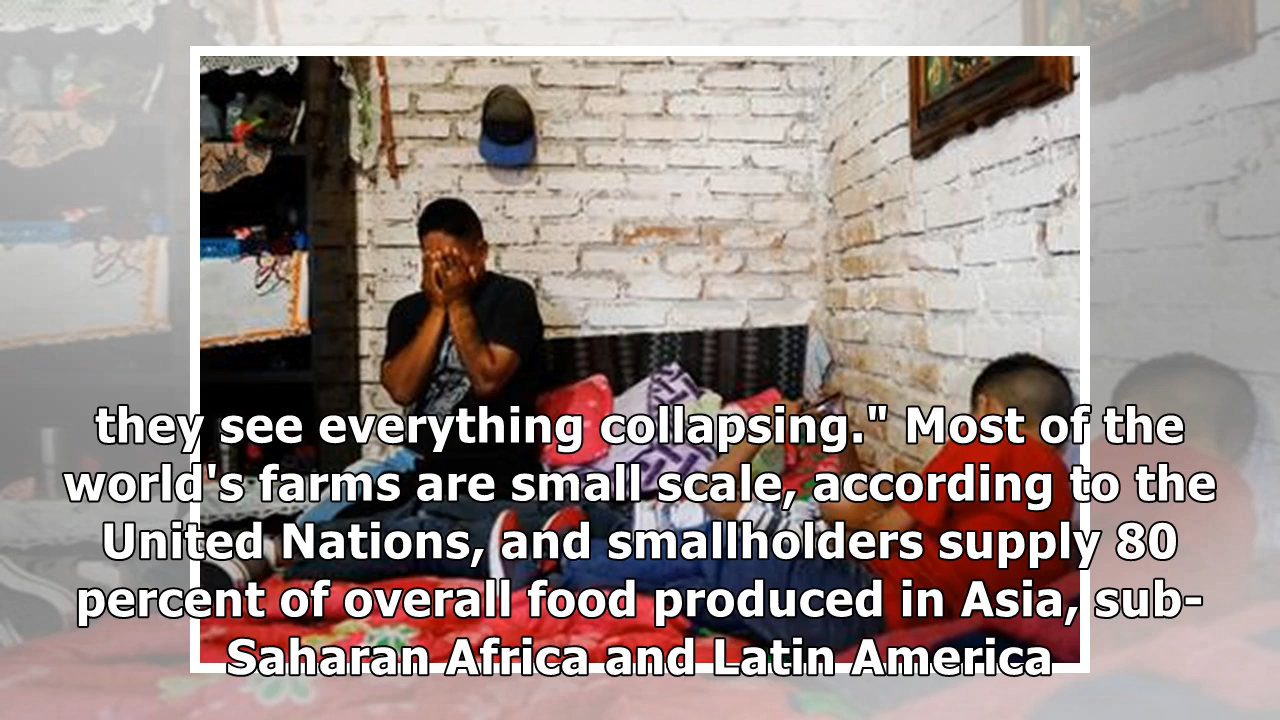 they see everything collapsing." Most of the
world's farms are small scale, according to the
United Nations, and smallholders supply 80
percent of overall food produced in Asia, sub-
Saharan Africa and Latin America